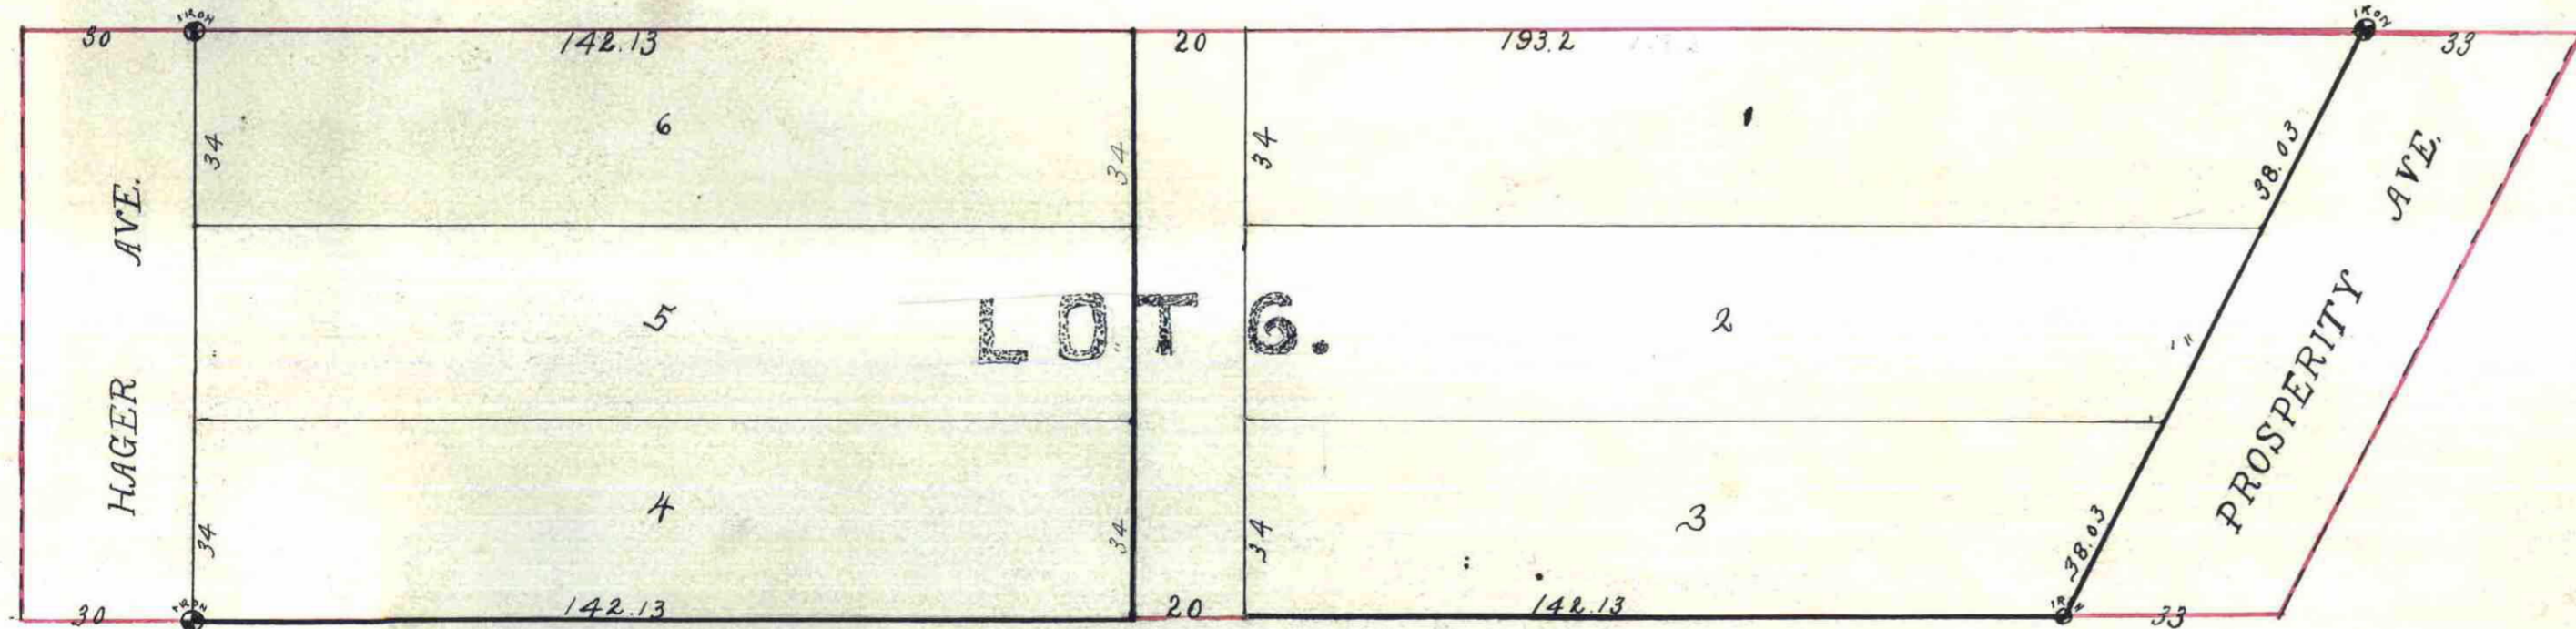 IRON IRON
30 142.13 20 193.2 33
6 1
34 34 34 38.03
HAGER AVE.
PROSPERITY AVE.
5 LOT 6. 2
" "
4 3
34 34 34 38.03
IRON IRON
30 142.13 20 142.13 33